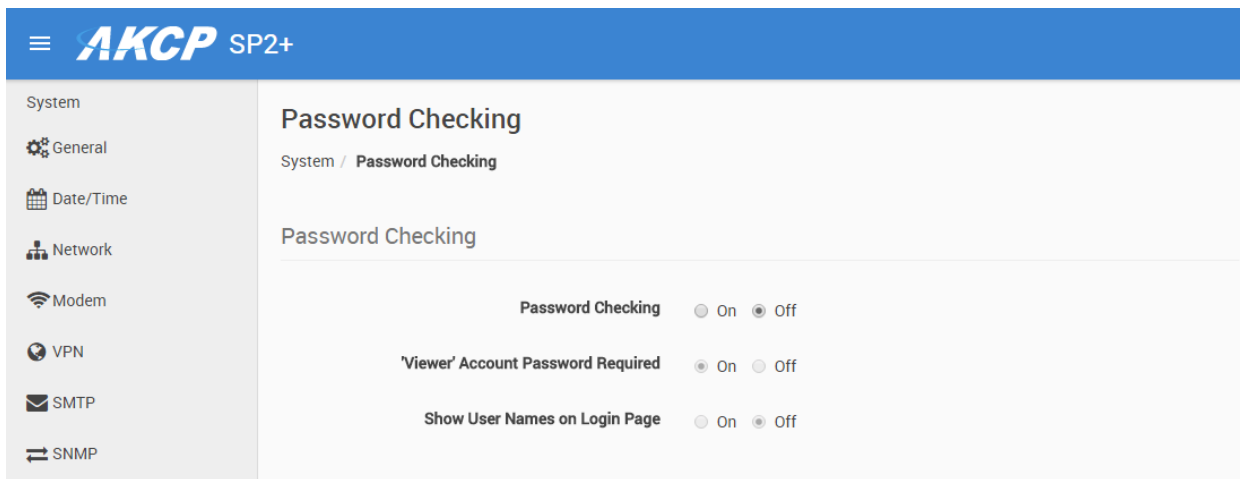 AKCP SP2+
System
General
Date/Time
Network
Modem
VPN
SMTP
SNMP
Password Checking
System / Password Checking
Password Checking
Password Checking On Off
'Viewer' Account Password Required On Off
Show User Names on Login Page On Off